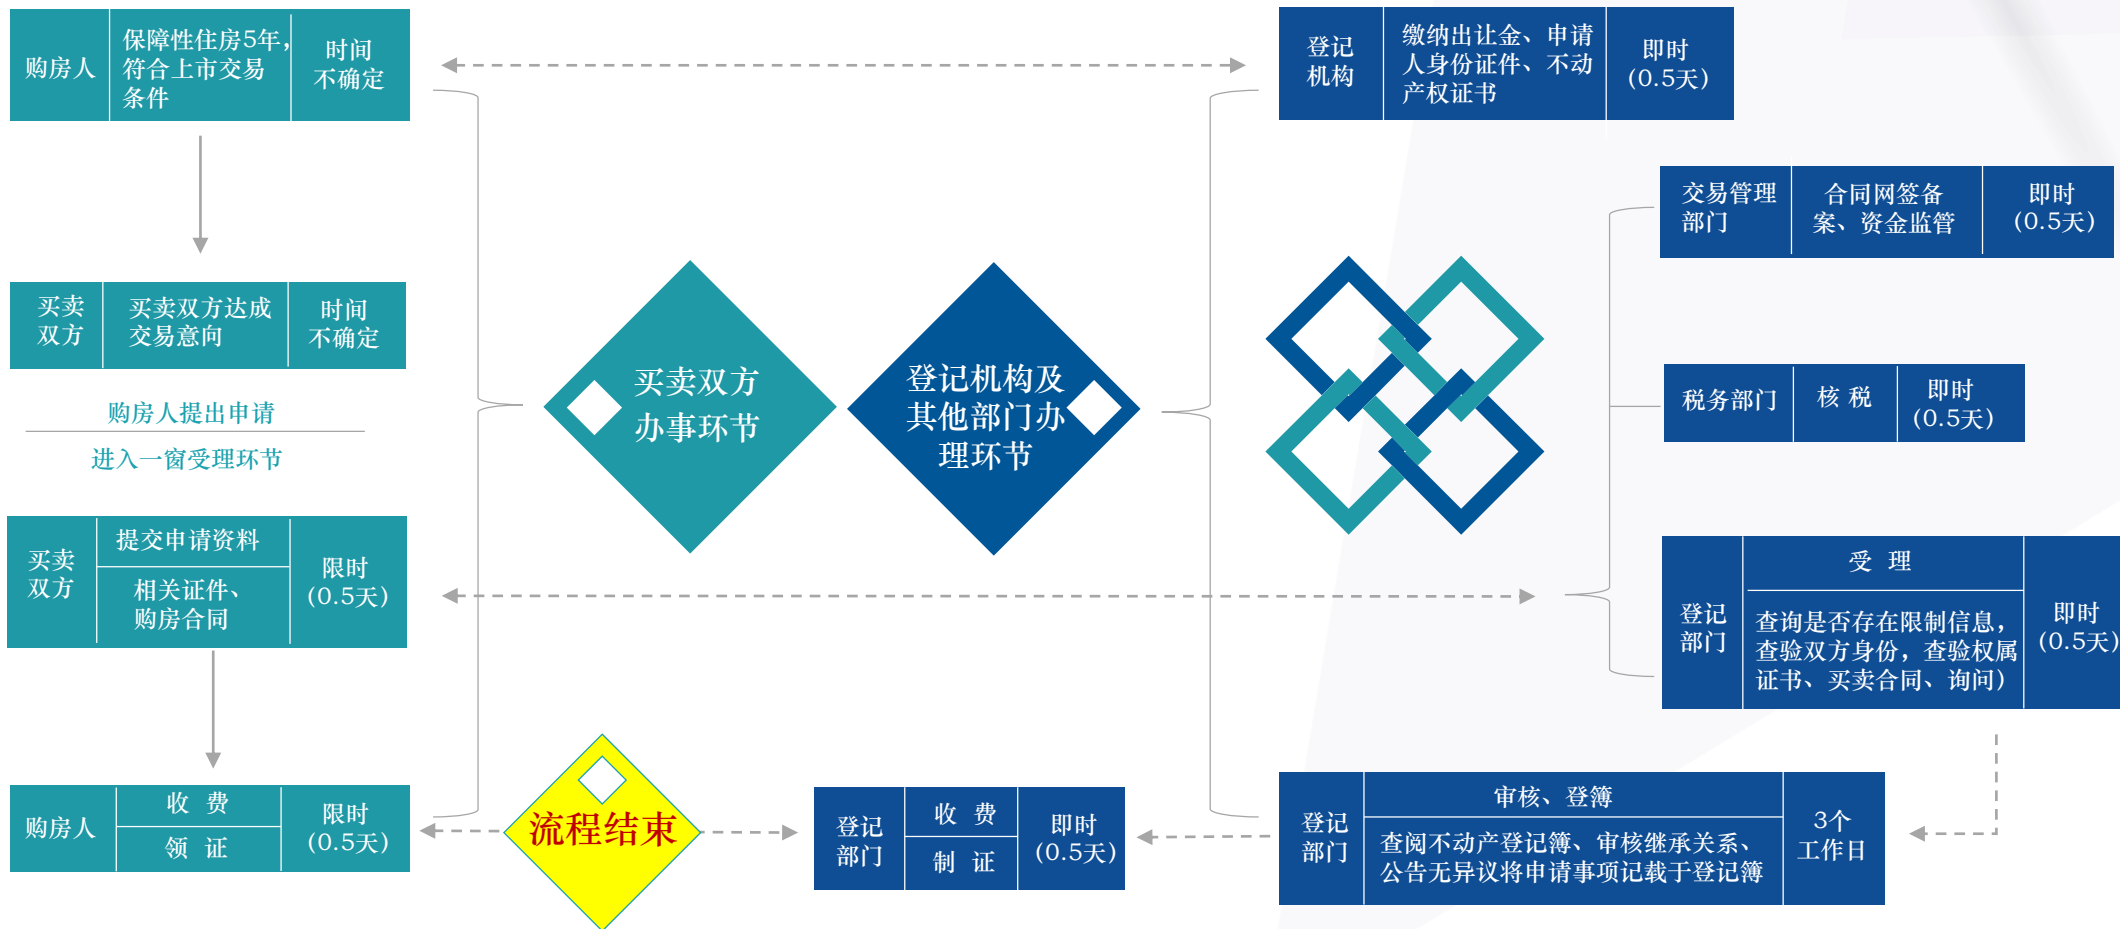 购房人
保障性住房5年，
符合上市交易
条件
时间
不确定
买卖
双方
买卖双方达成
交易意向
时间
不确定
购房人提出申请
进入一窗受理环节
买卖
双方
提交申请资料
相关证件、
购房合同
限时
(0.5天)
购房人
收 费
领 证
限时
(0.5天)
买卖双方
办事环节
登记机构及
其他部门办
理环节
流程结束
登记
机构
缴纳出让金、申请
人身份证件、不动
产权证书
即时
(0.5天)
交易管理
部门
合同网签备
案、资金监管
即时
(0.5天)
税务部门
核 税
即时
(0.5天)
登记
部门
受 理
查询是否存在限制信息，
查验双方身份，查验权属
证书、买卖合同、询问）
即时
(0.5天)
登记
部门
审核、登簿
查阅不动产登记簿、审核继承关系、
公告无异议将申请事项记载于登记簿
3个
工作日
登记
部门
收 费
制 证
即时
(0.5天)